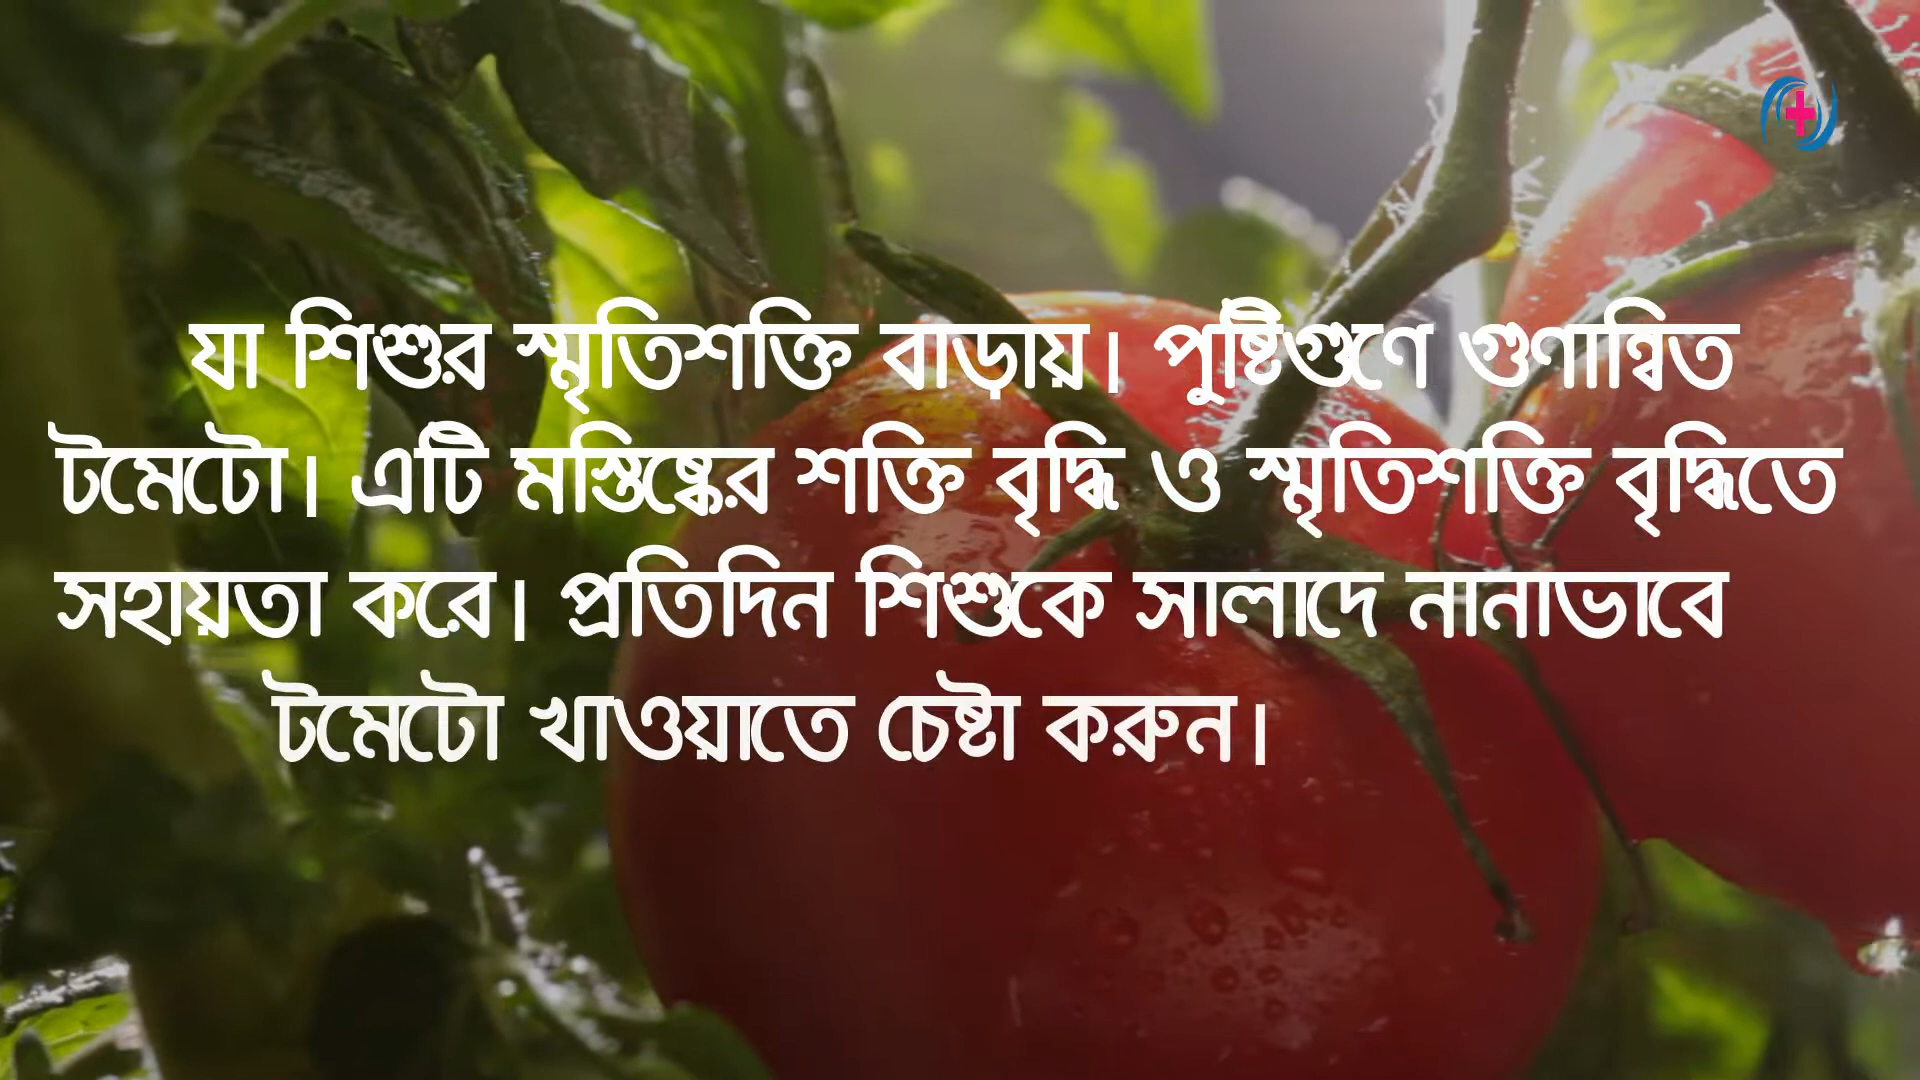 যা শিশুর স্মৃতিশক্তি বাড়ায়। পুষ্টিগুণে গুণান্বিত
টমেটো। এটি মস্তিষ্কের শক্তি বৃদ্ধি ও স্মৃতিশক্তি বৃদ্ধিতে
সহায়তা করে। প্রতিদিন শিশুকে সালাদে নানাভাবে
টমেটো খাওয়াতে চেষ্টা করুন।